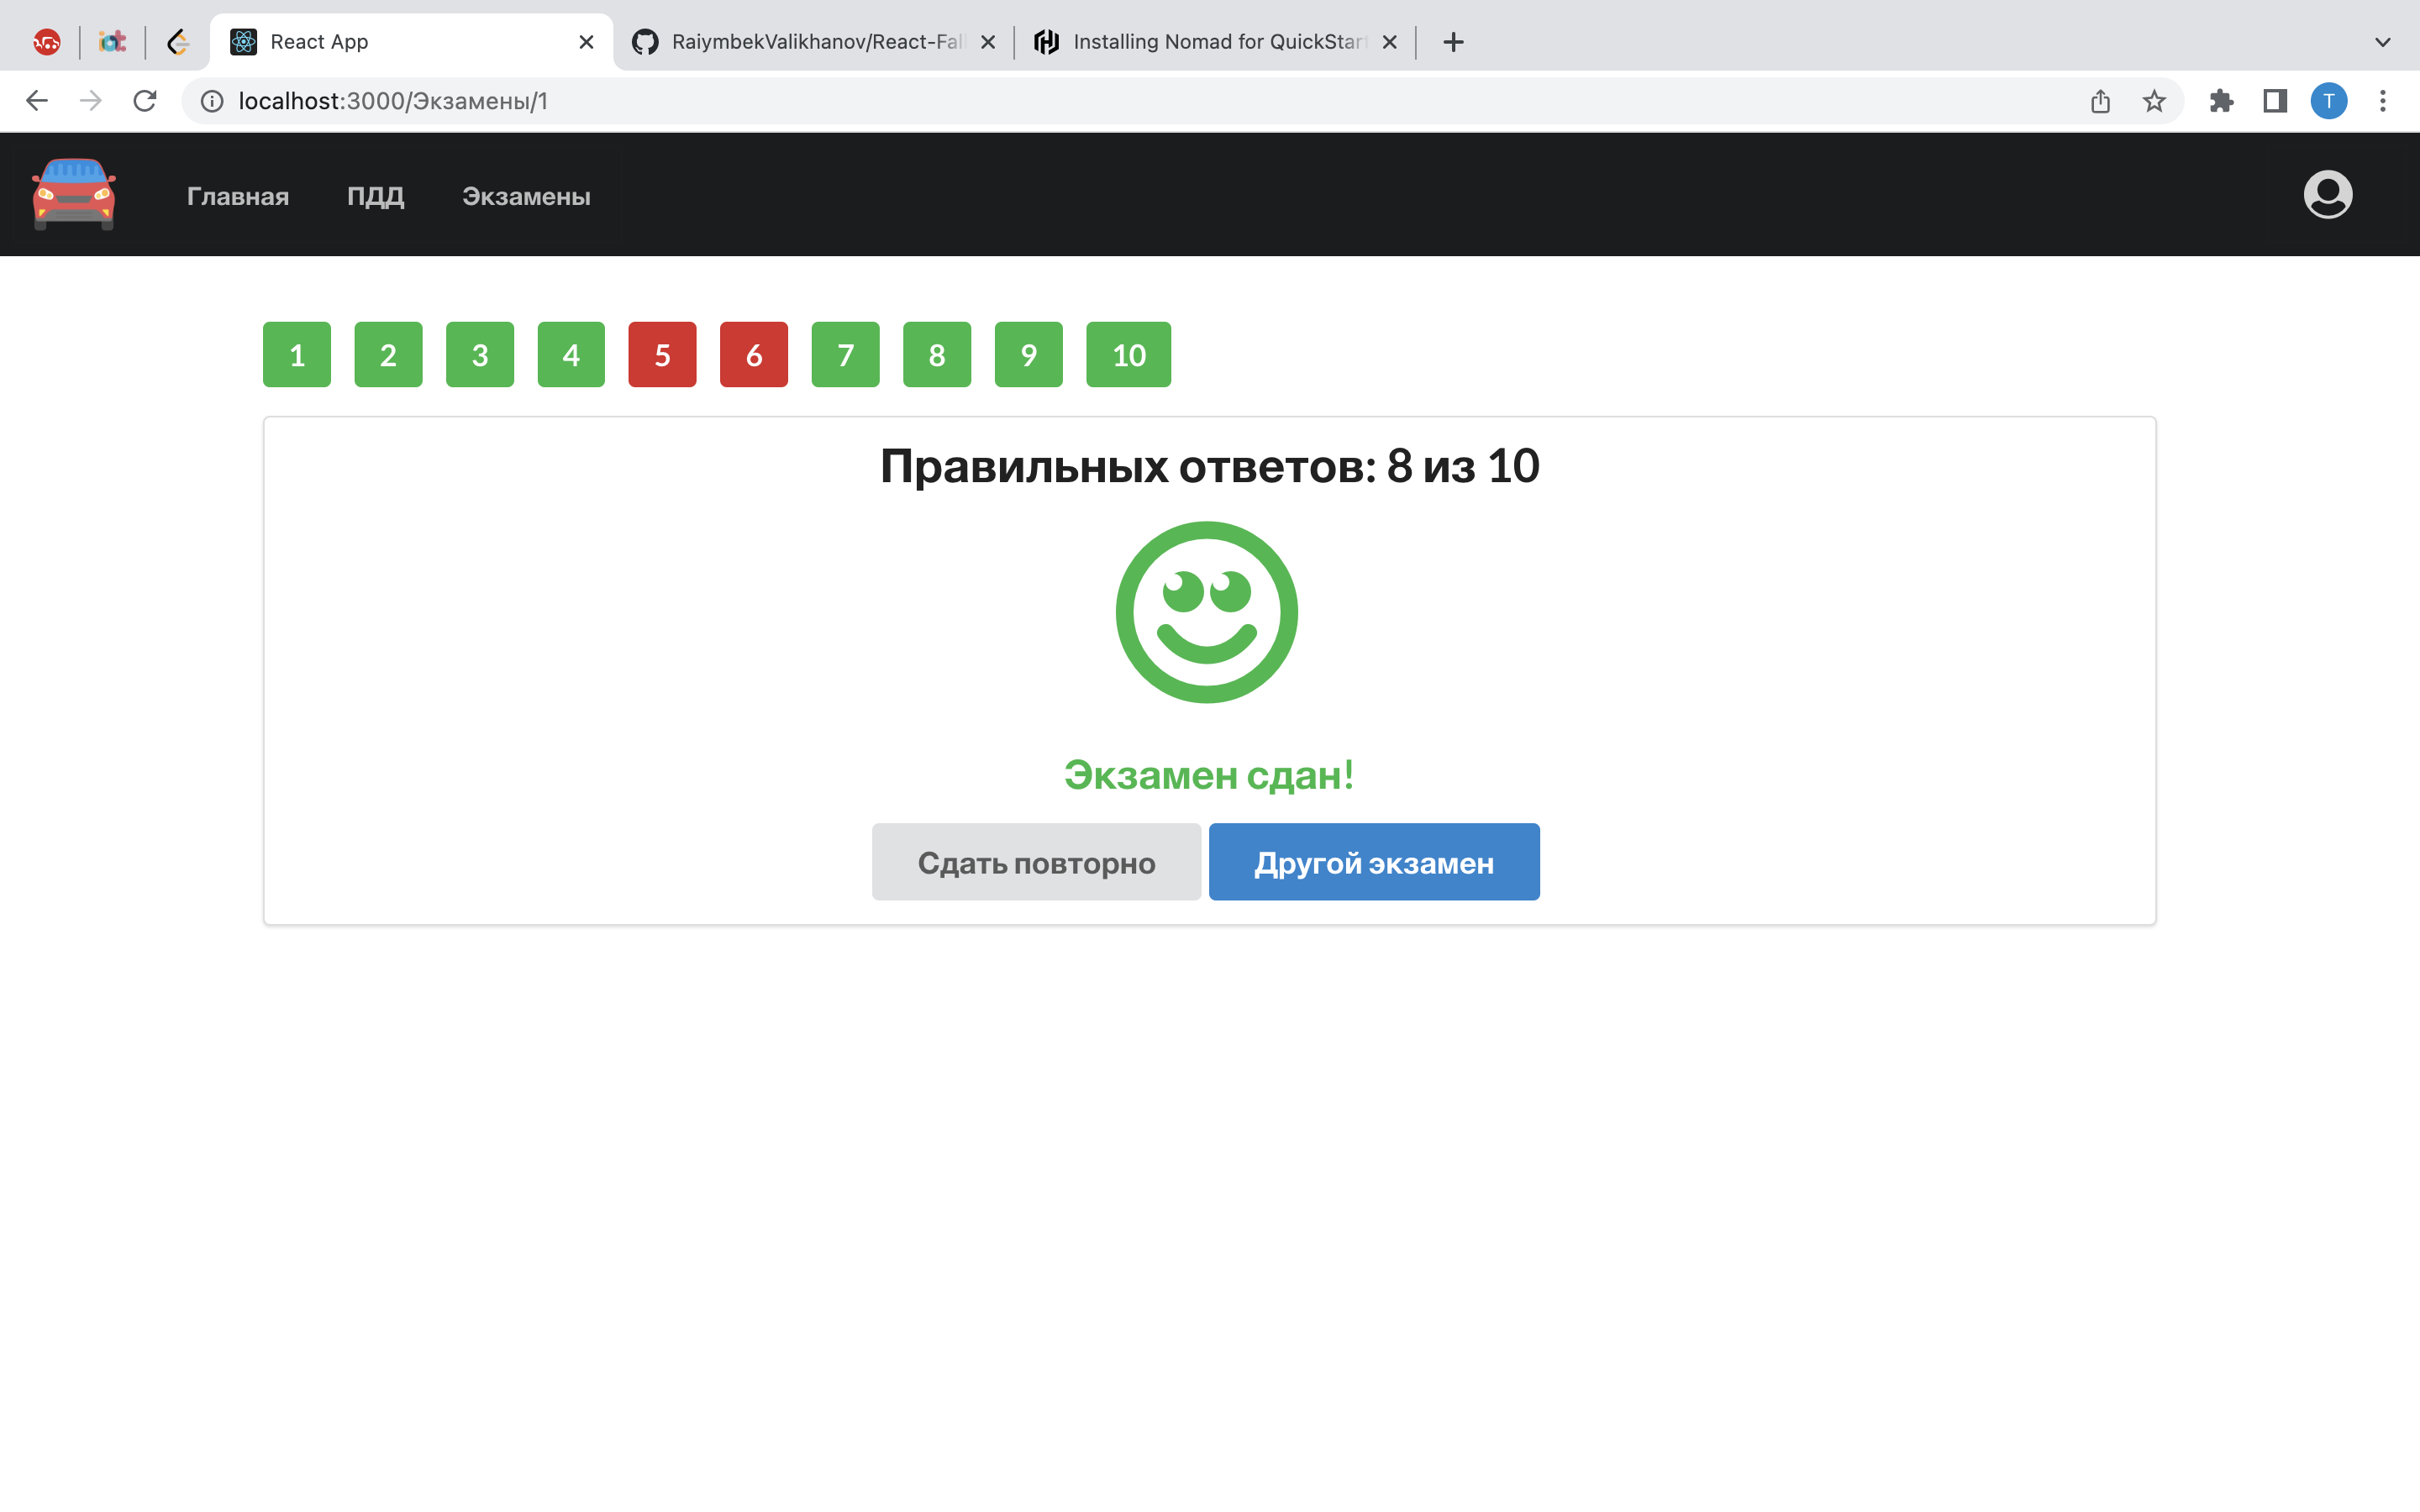 React App
RaiymbekValikhanov/React-Fal
Installing Nomad for QuickStar
localhost:3000/Экзамены/1
T
Главная ПДД Экзамены
1 2 3 4 5 6 7 8 9 10
Правильных ответов: 8 из 10
Экзамен сдан!
Сдать повторно Другой экзамен